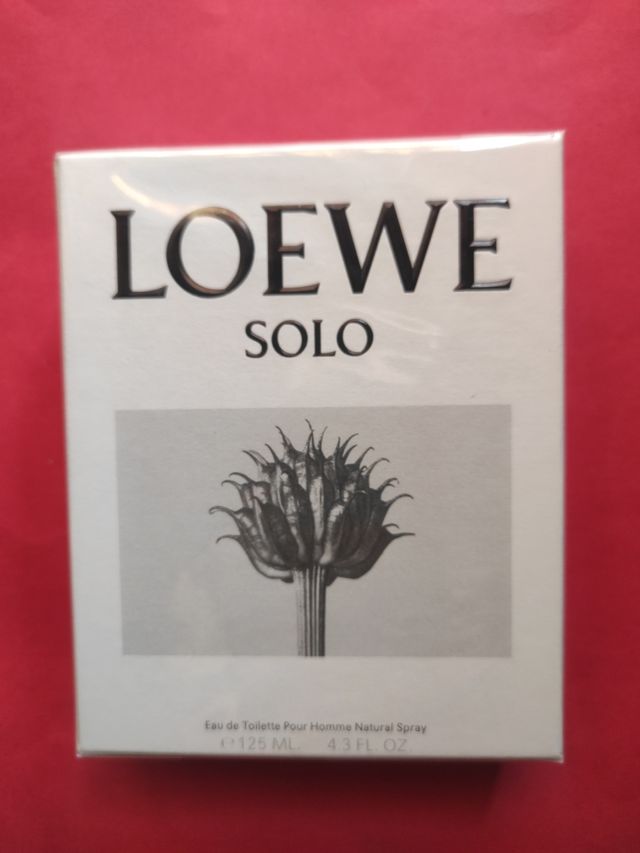 LOEWE
SOLO
Eau de Toilette Pour Homme Natural Spray
℮125 ML. 4.3 FL. OZ.